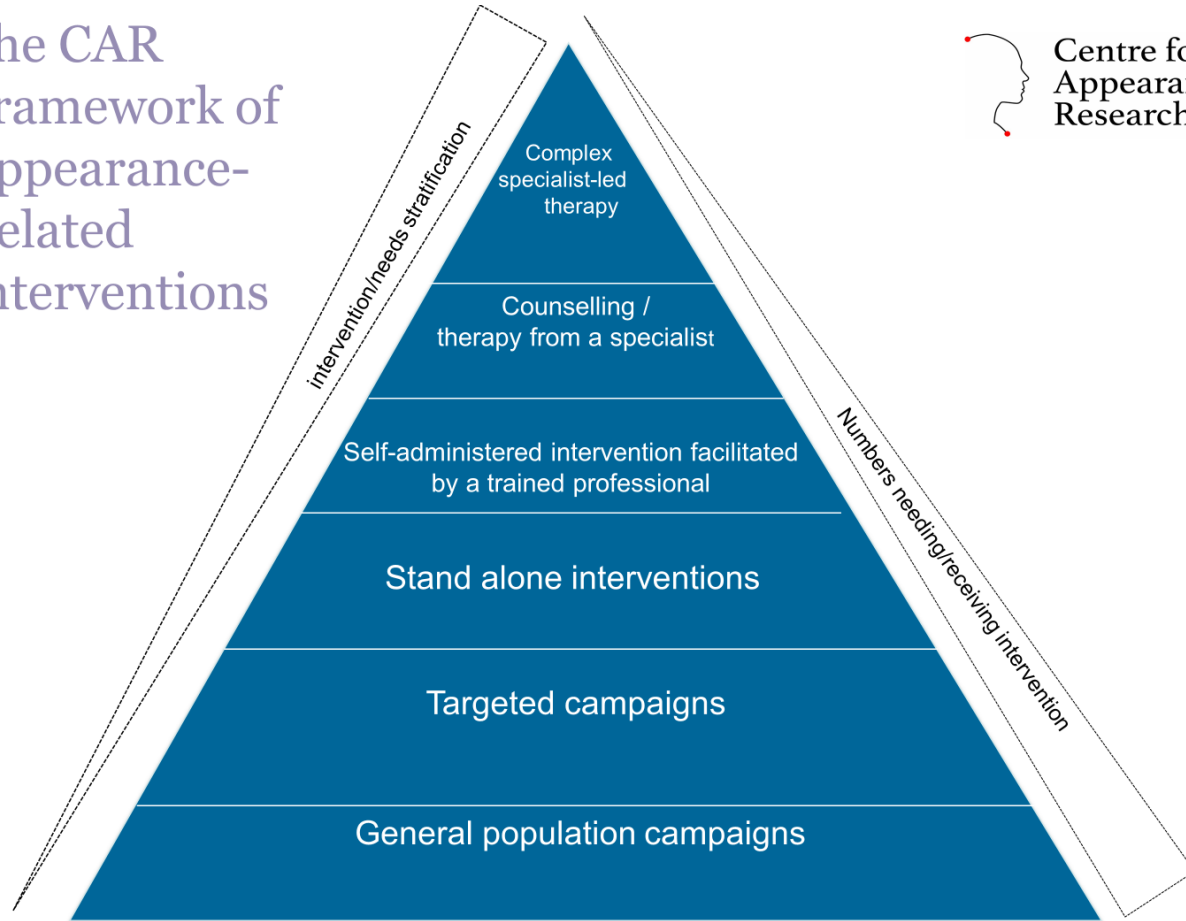 he CAR
ramework of
ppearance-
elated
nterventions
Centre fo
Appeara
Research
intervention/needs stratification
Complex
specialist-led
therapy
Counselling /
therapy from a specialist
Self-administered intervention facilitated
by a trained professional
Numbers needing/receiving intervention
Stand alone interventions
Targeted campaigns
General population campaigns